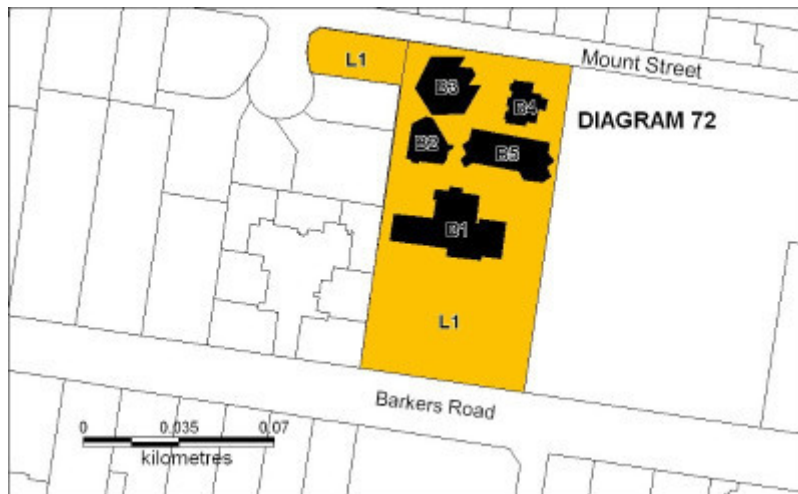 L1
Mount Street
B3
B4
DIAGRAM 72
B2
B5
B1
L1
Barkers Road
0 0.035 0.07
kilometres